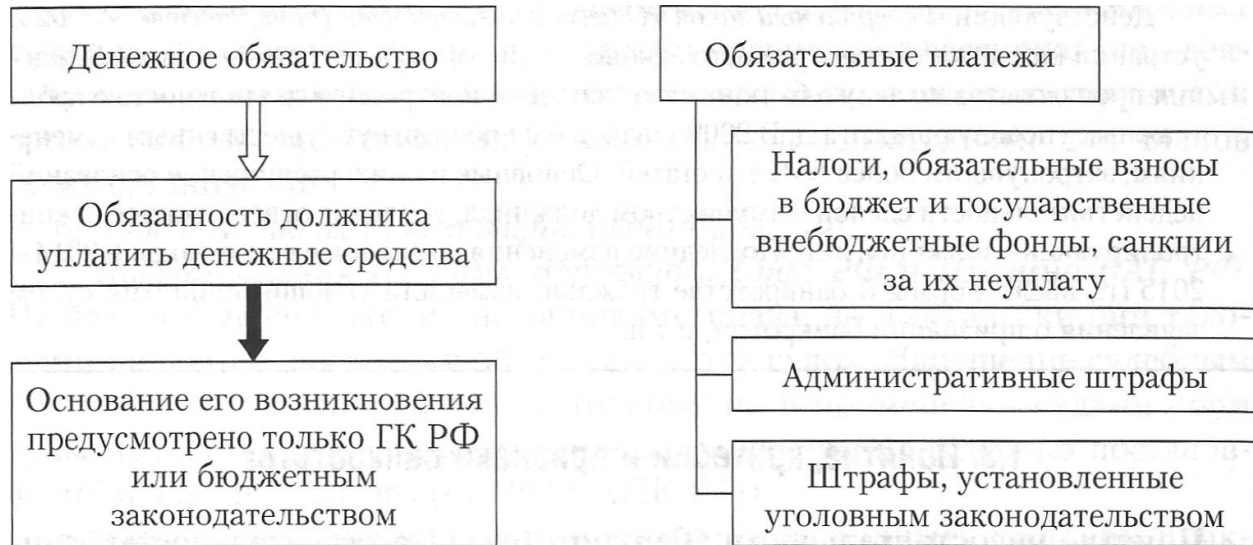 Денежное обязательство
Обязанность должника
уплатить денежные средства
Основание его возникновения
предусмотрено только ГК РФ
или бюджетным
законодательством
Обязательные платежи
Налоги, обязательные взносы
в бюджет и государственные
внебюджетные фонды, санкции
за их неуплату
Административные штрафы
Штрафы, установленные
уголовным законодательством